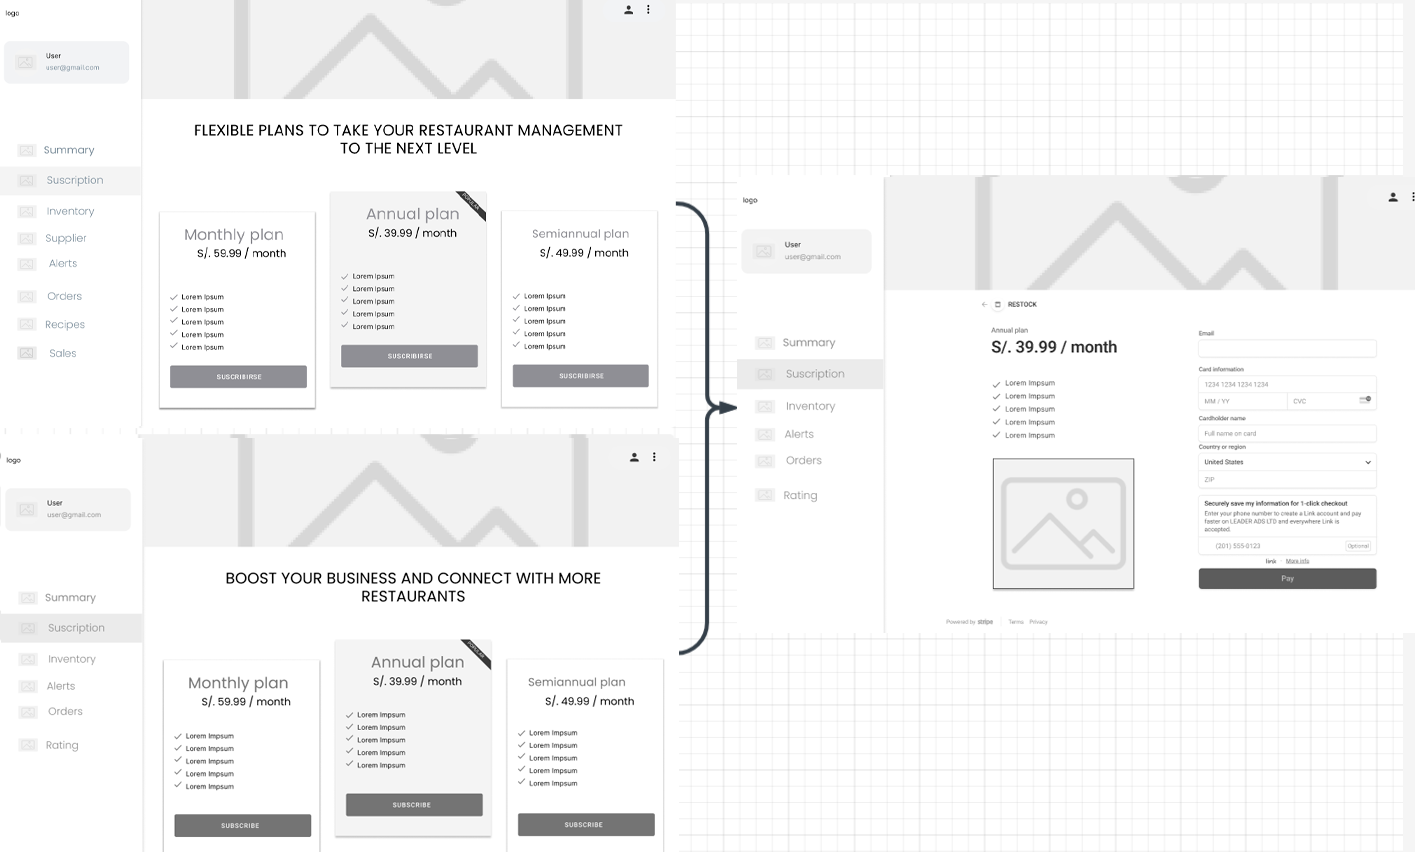 logo
User
user@gmail.com
Summary
Suscription
Inventory
Supplier
Alerts
Orders
Recipes
Sales
FLEXIBLE PLANS TO TAKE YOUR RESTAURANT MANAGEMENT
TO THE NEXT LEVEL
Monthly plan
S/. 59.99 / month
Lorem Ipsum
Lorem Ipsum
Lorem Ipsum
Lorem Ipsum
Lorem Ipsum
SUSCRIBIRSE
POPULAR
Annual plan
S/. 39.99 / month
Lorem Ipsum
Lorem Ipsum
Lorem Ipsum
Lorem Ipsum
Lorem Ipsum
SUSCRIBIRSE
Semiannual plan
S/. 49.99 / month
Lorem Ipsum
Lorem Ipsum
Lorem Ipsum
Lorem Ipsum
Lorem Ipsum
SUSCRIBIRSE
logo
User
user@gmail.com
Summary
Suscription
Inventory
Alerts
Orders
Rating
BOOST YOUR BUSINESS AND CONNECT WITH MORE
RESTAURANTS
Monthly plan
S/. 59.99 / month
Lorem Impsum
Lorem Impsum
Lorem Impsum
Lorem Impsum
Lorem Impsum
SUBSCRIBE
POPULAR
Annual plan
S/. 39.99 / month
Lorem Impsum
Lorem Impsum
Lorem Impsum
Lorem Impsum
Lorem Impsum
SUBSCRIBE
Semiannual plan
S/. 49.99 / month
Lorem Impsum
Lorem Impsum
Lorem Impsum
Lorem Impsum
Lorem Impsum
SUBSCRIBE
logo
User
user@gmail.com
Summary
Suscription
Inventory
Alerts
Orders
Rating
RESTOCK
Annual plan
S/. 39.99 / month
Lorem Impsum
Lorem Impsum
Lorem Impsum
Lorem Impsum
Lorem Impsum
Powered by stripe Terms Privacy
Email
Card information
1234 1234 1234 1234
MM / YY CVC
Cardholder name
Full name on card
Country or region
United States
ZIP
Securely save my information for 1-click checkout
Enter your phone number to create a Link account and pay
faster on LEADER ADS LTD and everywhere Link is
accepted.
(201) 555-0123 Optional
link · More info
Pay